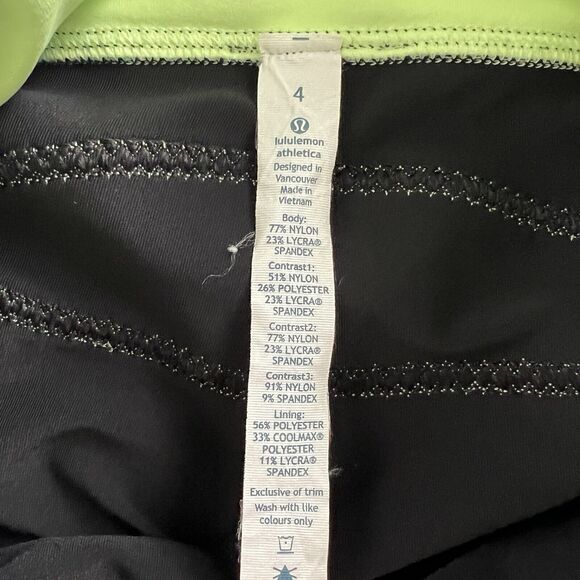 4
lululemon
athletica
Designed in
Vancouver
Made in
Vietnam
Body:
77% NYLON
23% LYCRA®
SPANDEX
Contrast1:
51% NYLON
26% POLYESTER
23% LYCRA®
SPANDEX
Contrast2:
77% NYLON
23% LYCRA®
SPANDEX
Contrast3:
91% NYLON
9% SPANDEX
Lining:
56% POLYESTER
33% COOLMAX®
POLYESTER
11% LYCRA®
SPANDEX
Exclusive of trim
Wash with like
colours only